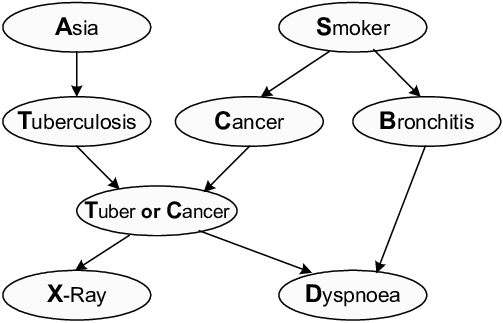 Asia
Smoker
Tuberculosis
Cancer
Bronchitis
Tuber or Cancer
X-Ray
Dyspnoea